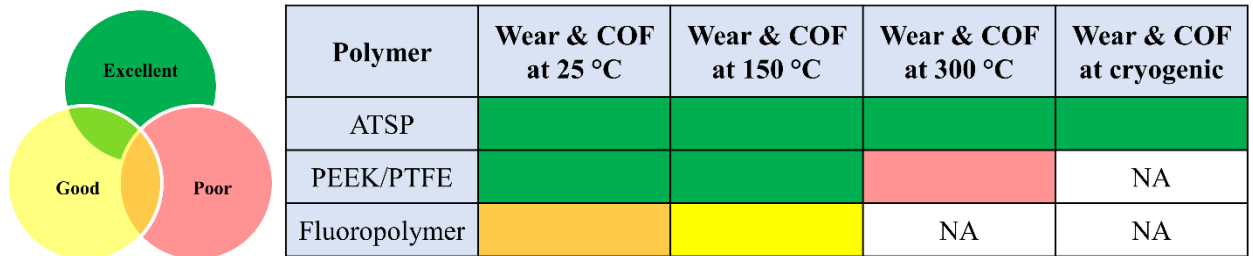 Excellent
Good
Poor
Polymer
Wear & COF
at 25 °C
Wear & COF
at 150 °C
Wear & COF
at 300 °C
Wear & COF
at cryogenic
ATSP
PEEK/PTFE
NA
Fluoropolymer
NA
NA